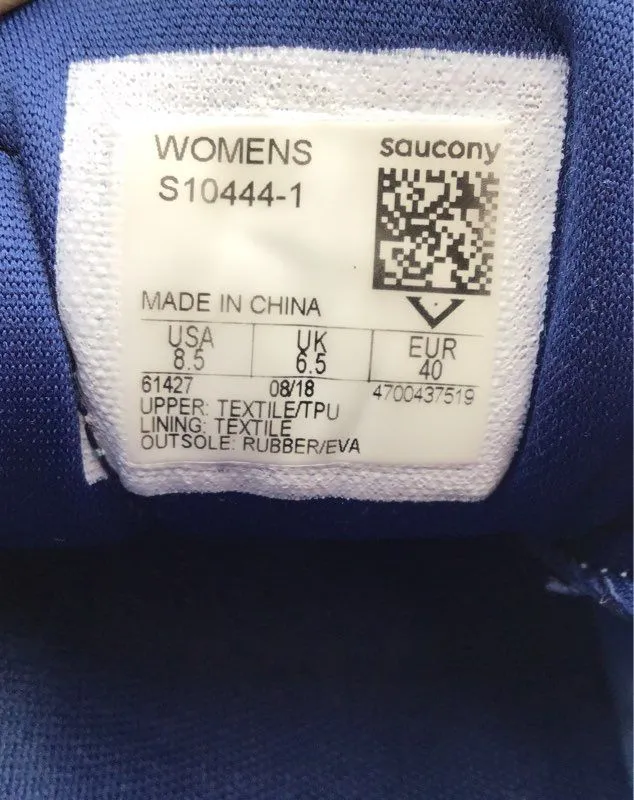 WOMENS
saucony
S10444-1
MADE IN CHINA
USA UK EUR
8.5 6.5 40
61427 08/18 4700437519
UPPER: TEXTILE/TPU
LINING: TEXTILE
OUTSOLE: RUBBER/EVA